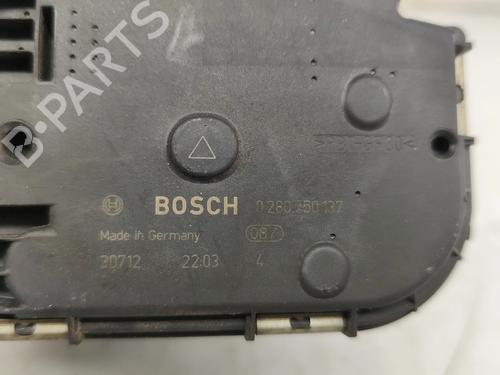 B-PARTS
BOSCH 0 280 750 137
Made in Germany 087
30712 22:03 4